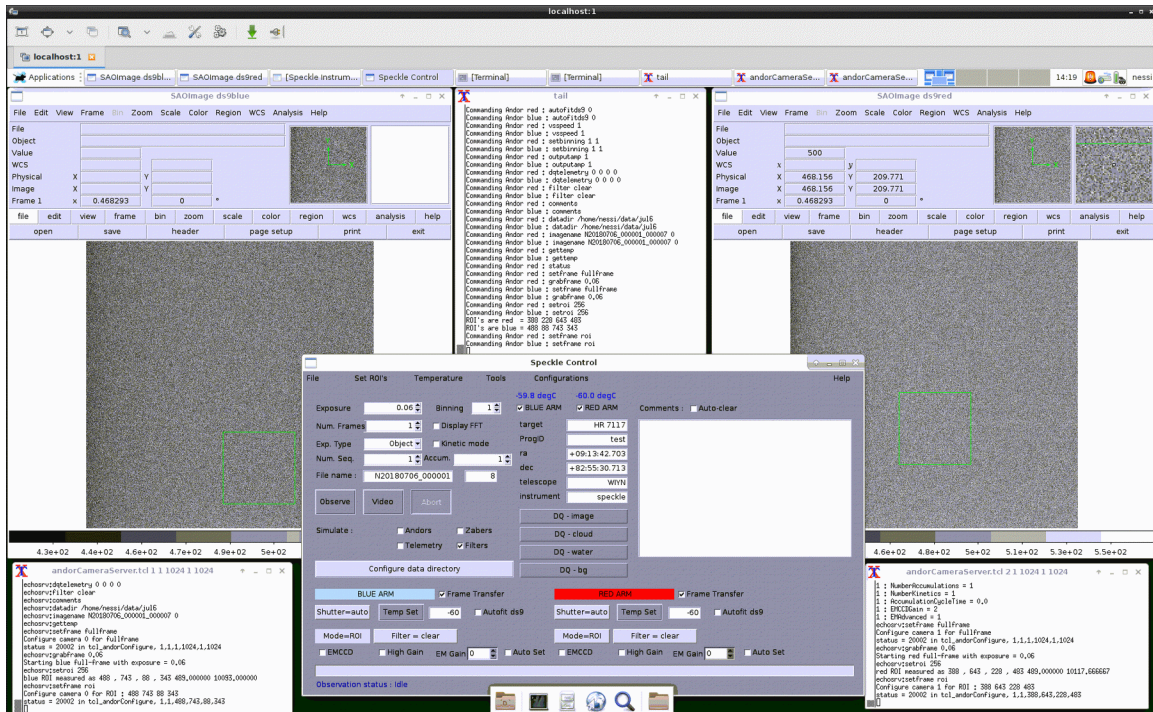 localhost:1
localhost:1
Applications
SAOImage ds9bl...
SAOImage ds9red
[Speckle Instrum...
Speckle Control
[Terminal]
[Terminal]
tail
andorCameraSe...
andorCameraSe...
14:19
nessi
SAOImage ds9blue
File Edit View Frame Bin Zoom Scale Color Region WCS Analysis Help
File
Object
Value
WCS
Physical X Y
Image X Y
Frame 1 x 0.468293 0 °
file edit view frame bin zoom scale color region wcs analysis help
open save header page setup print exit
4.3e+02 4.4e+02 4.6e+02 4.7e+02 4.9e+02 5e+02
tail
Commanding Andor red : autofitds9 0
Commanding Andor blue : autofitds9 0
Commanding Andor red : vsspeed 1
Commanding Andor blue : vsspeed 1
Commanding Andor red : setbinning 1 1
Commanding Andor blue : setbinning 1 1
Commanding Andor red : outputamp 1
Commanding Andor blue : outputamp 1
Commanding Andor red : dqtelemetry 0 0 0 0
Commanding Andor blue : dqtelemetry 0 0 0 0
Commanding Andor red : filter clear
Commanding Andor blue : filter clear
Commanding Andor red : comments
Commanding Andor blue : comments
Commanding Andor red : datadir /home/nessi/data/jul6
Commanding Andor blue : datadir /home/nessi/data/jul6
Commanding Andor red : imagename N20180706_000001_000007 0
Commanding Andor blue : imagename N20180706_000001_000007 0
Commanding Andor red : gettemp
Commanding Andor blue : gettemp
Commanding Andor red : status
Commanding Andor red : setframe fullframe
Commanding Andor red : grabframe 0.06
Commanding Andor blue : setframe fullframe
Commanding Andor blue : grabframe 0.06
Commanding Andor red : setroi 256
Commanding Andor blue : setroi 256
ROI's are red = 388 228 643 483
ROI's are blue = 488 88 743 343
Commanding Andor red : setframe roi
Commanding Andor blue : setframe roi
SAOImage ds9red
File Edit View Frame Bin Zoom Scale Color Region WCS Analysis Help
File
Object
Value 500
WCS x y
Physical X 468.156 Y 209.771
Image X 468.156 Y 209.771
Frame 1 x 0.468293 0 °
file edit view frame bin zoom scale color region wcs analysis help
open save header page setup print exit
4.6e+02 4.8e+02 5e+02 5.1e+02 5.3e+02 5.5e+02
Speckle Control
File Set ROI's Temperature Tools Configurations Help
-59.8 degC -60.0 degC
Exposure 0.06 Binning 1 BLUE ARM RED ARM Comments : Auto-clear
Num. Frames 1 Display FFT target HR 7117
Exp. Type Object Kinetic mode ProgID test
Num. Seq. 1 Accum. 1 ra +09:13:42.703
dec +82:55:30.713
File name : N20180706_000001 8 telescope WIYN
instrument speckle
Observe Video Abort
DQ - image
Simulate : Andors Zabers DQ - cloud
Telemetry Filters DQ - water
Configure data directory DQ - bg
BLUE ARM Frame Transfer RED ARM Frame Transfer
Shutter=auto Temp Set -60 Autofit ds9 Shutter=auto Temp Set -60 Autofit ds9
Mode=ROI Filter = clear Mode=ROI Filter = clear
EMCCD High Gain EM Gain 0 Auto Set EMCCD High Gain EM Gain 0 Auto Set
Observation status : Idle
andorCameraServer.tcl 1 1 1024 1 1024
echosrv:dqtelemetry 0 0 0 0
echosrv:filter clear
echosrv:comments
echosrv:datadir /home/nessi/data/jul6
echosrv:imagename N20180706_000001_000007 0
echosrv:gettemp
echosrv:setframe fullframe
Configure camera 0 for fullframe
status = 20002 in tcl_andorConfigure, 1,1,1,1024,1,1024
echosrv:grabframe 0.06
Starting blue full-frame with exposure = 0.06
echosrv:setroi 256
blue ROI measured as 488 , 743 , 88 , 343 489.000000 10093.000000
echosrv:setframe roi
Configure camera 0 for ROI : 488 743 88 343
status = 20002 in tcl_andorConfigure, 1,1,488,743,88,343
andorCameraServer.tcl 2 1 1024 1 1024
1 : NumberAccumulations = 1
1 : NumberKinetics = 1
1 : AccumulationCycleTime = 0.0
1 : EMCCDGain = 2
1 : EMAdvanced = 1
echosrv:setframe fullframe
Configure camera 1 for fullframe
status = 20002 in tcl_andorConfigure, 1,1,1,1024,1,1024
echosrv:grabframe 0.06
Starting red full-frame with exposure = 0.06
echosrv:setroi 256
red ROI measured as 388 , 643 , 228 , 483 489.000000 10117.666667
echosrv:setframe roi
Configure camera 1 for ROI : 388 643 228 483
status = 20002 in tcl_andorConfigure, 1,1,388,643,228,483